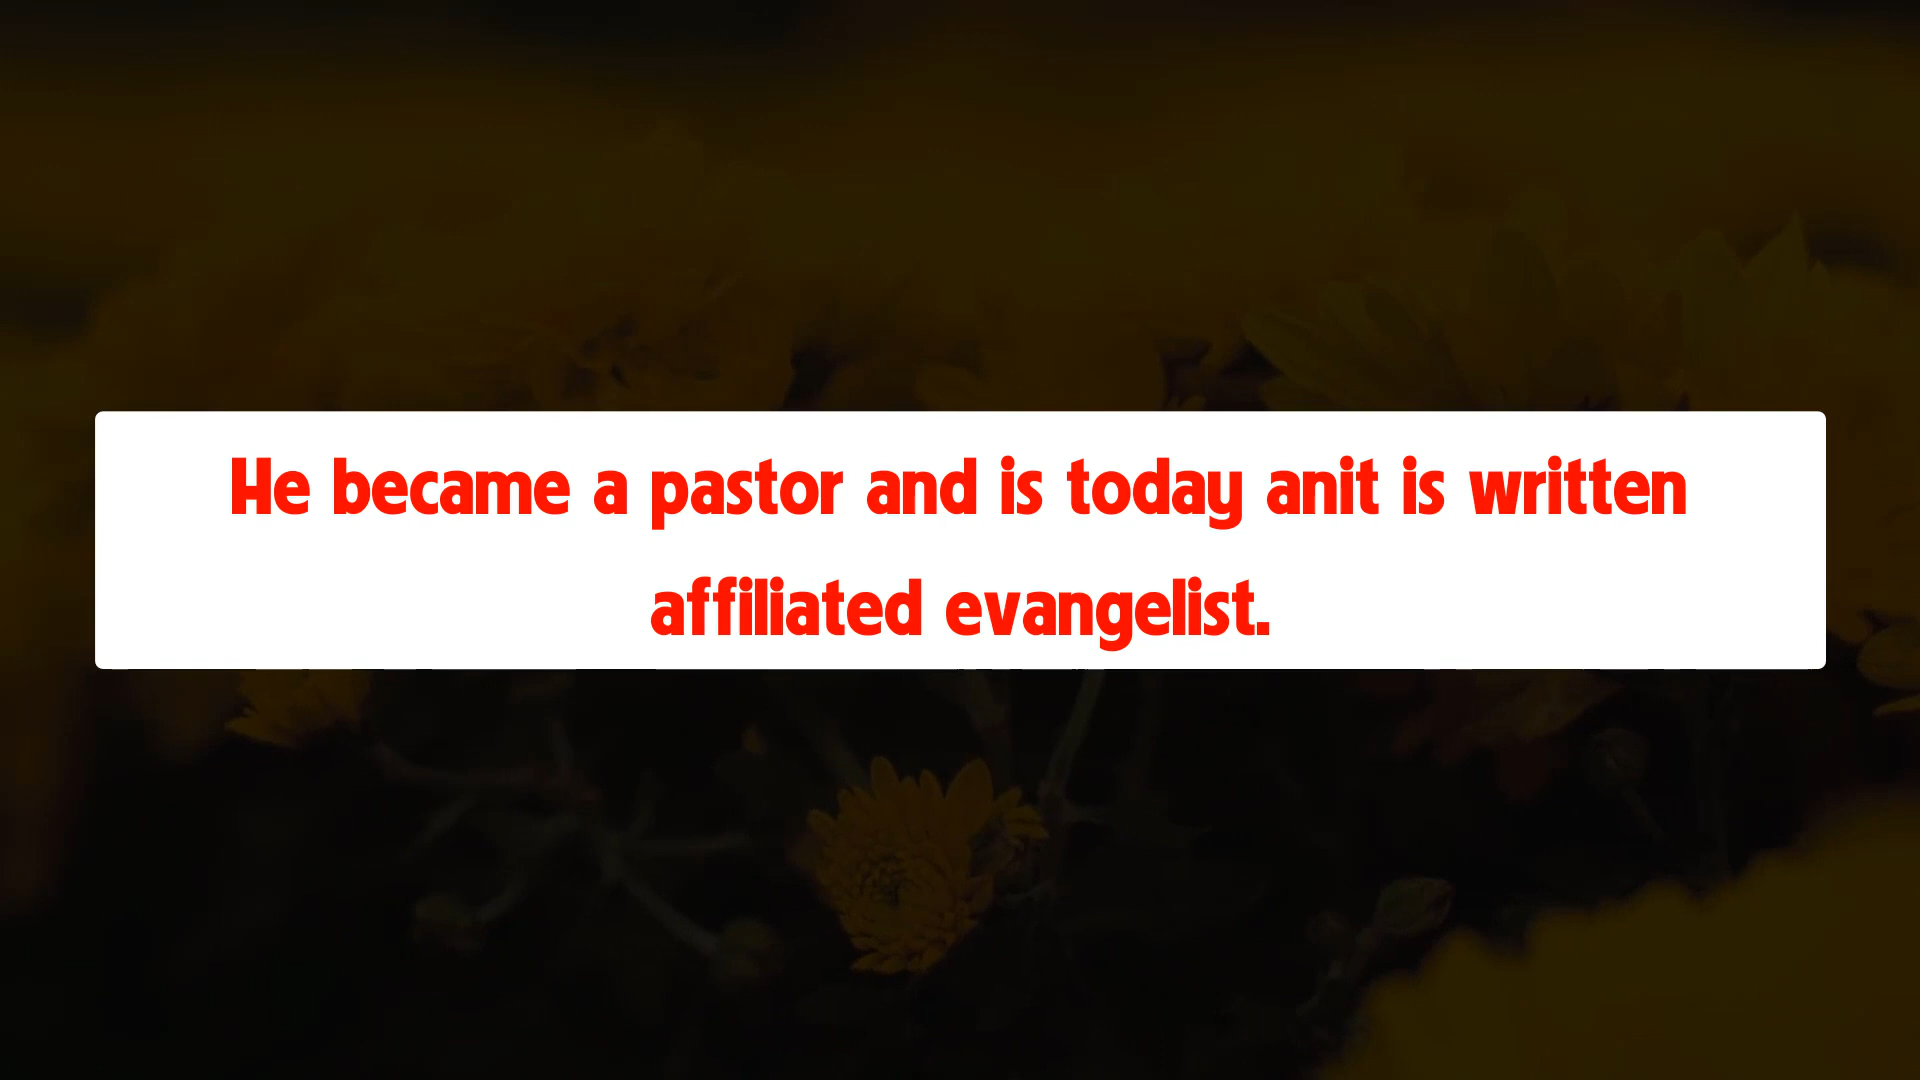 He became a pastor and is today anit is written
affiliated evangelist.